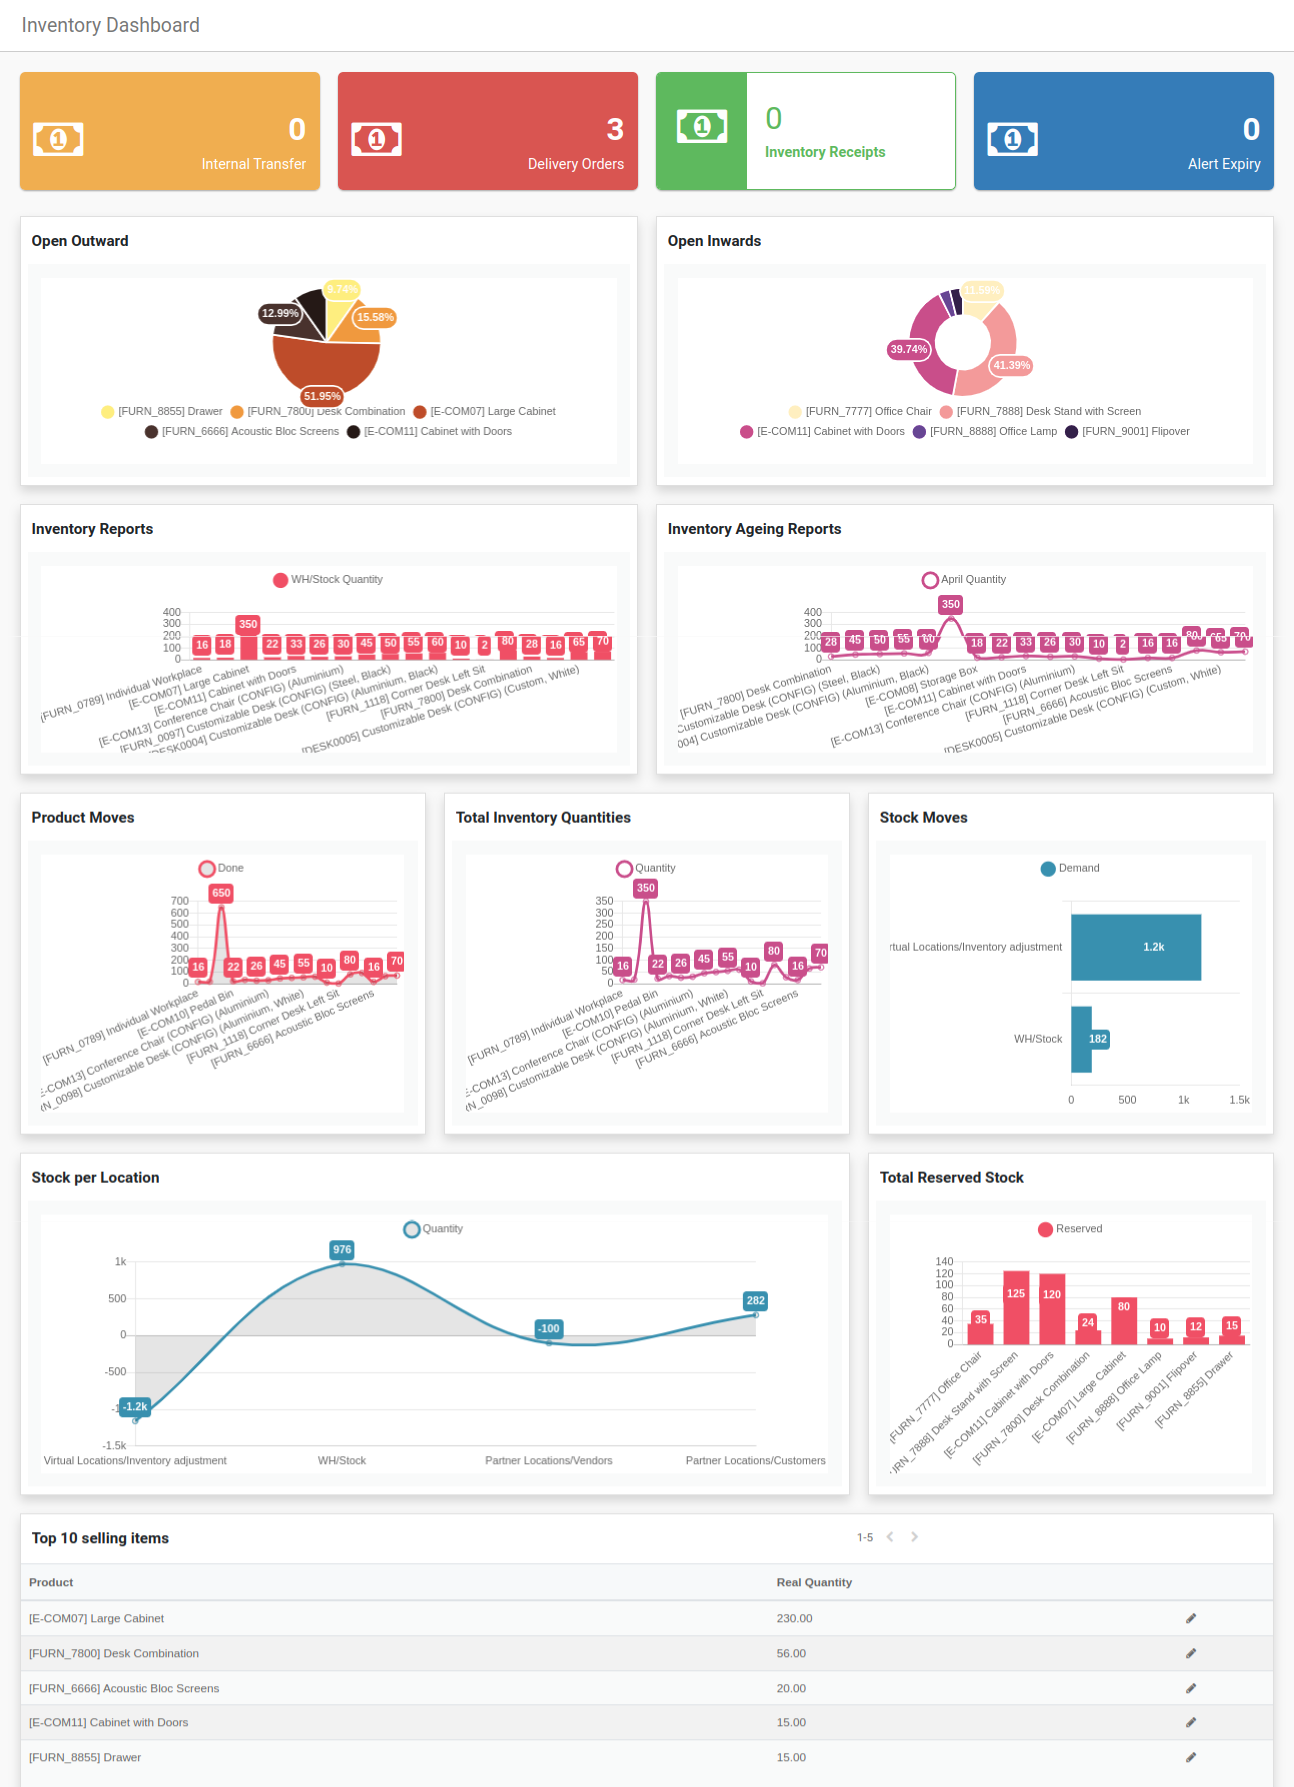 Inventory Dashboard
0
Internal Transfer
3
Delivery Orders
0
Inventory Receipts
0
Alert Expiry
Open Outward
9.74%
12.99%
15.58%
51.95%
[FURN_8855] Drawer [FURN_7800] Desk Combination [E-COM07] Large Cabinet
[FURN_6666] Acoustic Bloc Screens [E-COM11] Cabinet with Doors
Open Inwards
11.59%
39.74%
41.39%
[FURN_7777] Office Chair [FURN_7888] Desk Stand with Screen
[E-COM11] Cabinet with Doors [FURN_8888] Office Lamp [FURN_9001] Flipover
Inventory Reports
WH/Stock Quantity
400
300
200
100
0
16 18 350 22 33 26 30 45 50 55 60 10 2 80 28 16 65 70
[FURN_0789] Individual Workplace
[E-COM07] Large Cabinet
[E-COM11] Cabinet with Doors
[E-COM13] Conference Chair (CONFIG) (Aluminium)
[FURN_0097] Customizable Desk (CONFIG) (Steel, Black)
[DESK0004] Customizable Desk (CONFIG) (Aluminium, Black)
[FURN_1118] Corner Desk Left Sit
[FURN_7800] Desk Combination
[DESK0005] Customizable Desk (CONFIG) (Custom, White)
Inventory Ageing Reports
April Quantity
400
300
200
100
0
28 45 50 55 60 350 18 22 33 26 30 10 2 16 16 80 65 70
[FURN_7800] Desk Combination
Customizable Desk (CONFIG) (Steel, Black)
004] Customizable Desk (CONFIG) (Aluminium, Black)
[E-COM08] Storage Box
[E-COM11] Cabinet with Doors
[E-COM13] Conference Chair (CONFIG) (Aluminium)
[FURN_1118] Corner Desk Left Sit
[FURN_6666] Acoustic Bloc Screens
[DESK0005] Customizable Desk (CONFIG) (Custom, White)
Product Moves
Done
700
600
500
400
300
200
100
0
16 650 22 26 45 55 10 80 16 70
[FURN_0789] Individual Workplace
[E-COM10] Pedal Bin
E-COM13] Conference Chair (CONFIG) (Aluminium)
RN_0098] Customizable Desk (CONFIG) (Aluminium, White)
[FURN_1118] Corner Desk Left Sit
[FURN_6666] Acoustic Bloc Screens
Total Inventory Quantities
Quantity
350
300
250
200
150
100
50
0
16 350 22 26 45 55 10 80 16 70
[FURN_0789] Individual Workplace
[E-COM10] Pedal Bin
E-COM13] Conference Chair (CONFIG) (Aluminium)
RN_0098] Customizable Desk (CONFIG) (Aluminium, White)
[FURN_1118] Corner Desk Left Sit
[FURN_6666] Acoustic Bloc Screens
Stock Moves
Demand
rtual Locations/Inventory adjustment 1.2k
WH/Stock 182
0 500 1k 1.5k
Stock per Location
Quantity
1k
500
0
-500
-1.5k
-1.2k 976 -100 282
Virtual Locations/Inventory adjustment WH/Stock Partner Locations/Vendors Partner Locations/Customers
Total Reserved Stock
Reserved
140
120
100
80
60
40
20
0
35 125 120 24 80 10 12 15
[FURN_7777] Office Chair
URN_7888] Desk Stand with Screen
[E-COM11] Cabinet with Doors
[FURN_7800] Desk Combination
[E-COM07] Large Cabinet
[FURN_8888] Office Lamp
[FURN_9001] Flipover
[FURN_8855] Drawer
Top 10 selling items 1-5
Product Real Quantity
[E-COM07] Large Cabinet 230.00
[FURN_7800] Desk Combination 56.00
[FURN_6666] Acoustic Bloc Screens 20.00
[E-COM11] Cabinet with Doors 15.00
[FURN_8855] Drawer 15.00